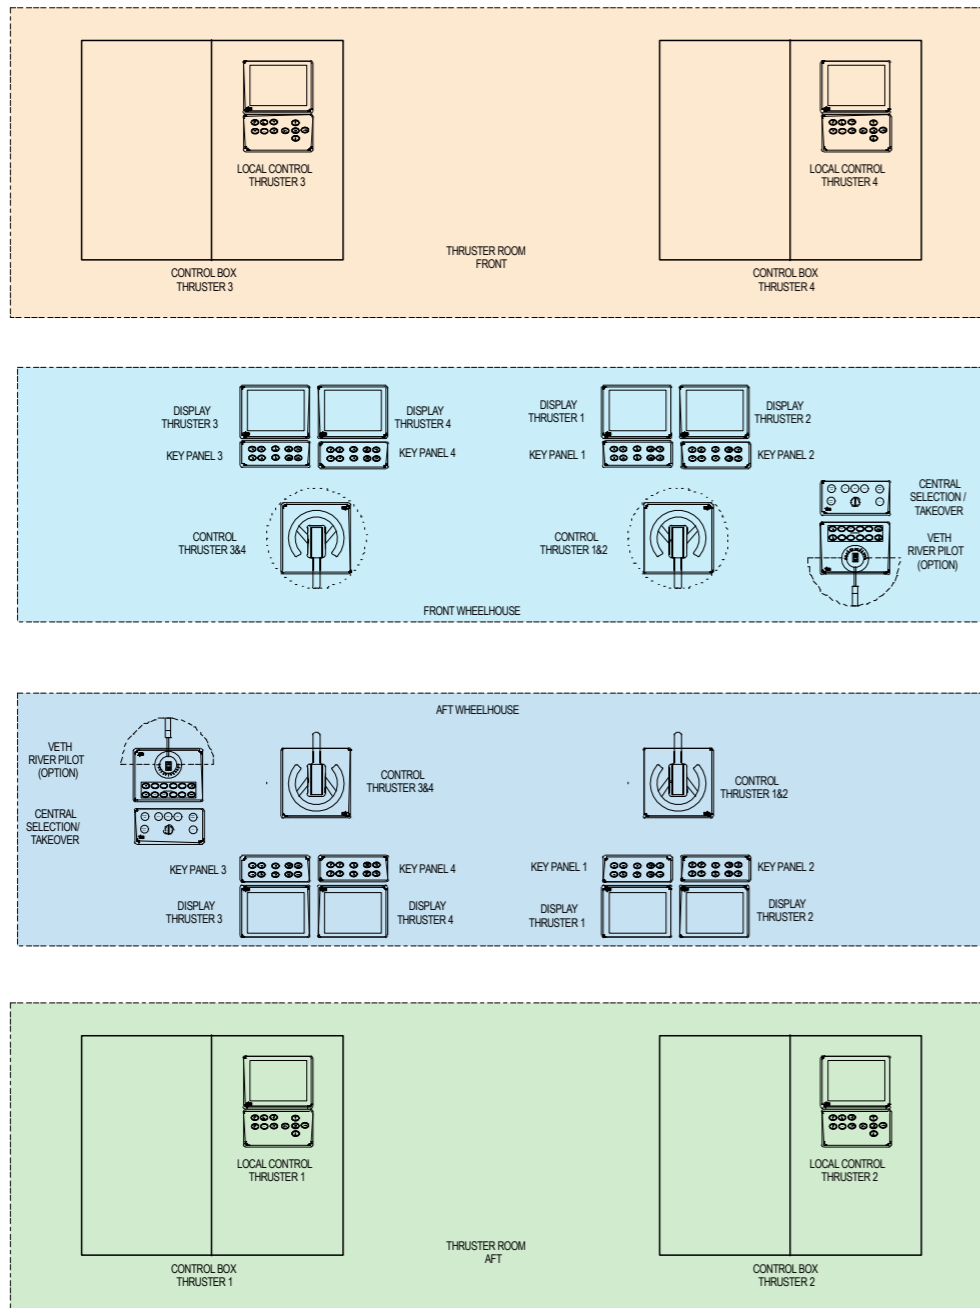 LOCAL CONTROL
THRUSTER 3
LOCAL CONTROL
THRUSTER 4
THRUSTER ROOM
FRONT
CONTROL BOX
THRUSTER 3
CONTROL BOX
THRUSTER 4
DISPLAY
THRUSTER 3
DISPLAY
THRUSTER 4
DISPLAY
THRUSTER 1
DISPLAY
THRUSTER 2
KEY PANEL 3
KEY PANEL 4
KEY PANEL 1
KEY PANEL 2
CENTRAL
SELECTION /
TAKEOVER
CONTROL
THRUSTER 3&4
CONTROL
THRUSTER 1&2
VETH
RIVER PILOT
(OPTION)
FRONT WHEELHOUSE
AFT WHEELHOUSE
VETH
RIVER PILOT
(OPTION)
CONTROL
THRUSTER 3&4
CONTROL
THRUSTER 1&2
CENTRAL
SELECTION/
TAKEOVER
KEY PANEL 3
KEY PANEL 4
KEY PANEL 1
KEY PANEL 2
DISPLAY
THRUSTER 3
DISPLAY
THRUSTER 4
DISPLAY
THRUSTER 1
DISPLAY
THRUSTER 2
LOCAL CONTROL
THRUSTER 1
LOCAL CONTROL
THRUSTER 2
THRUSTER ROOM
AFT
CONTROL BOX
THRUSTER 1
CONTROL BOX
THRUSTER 2